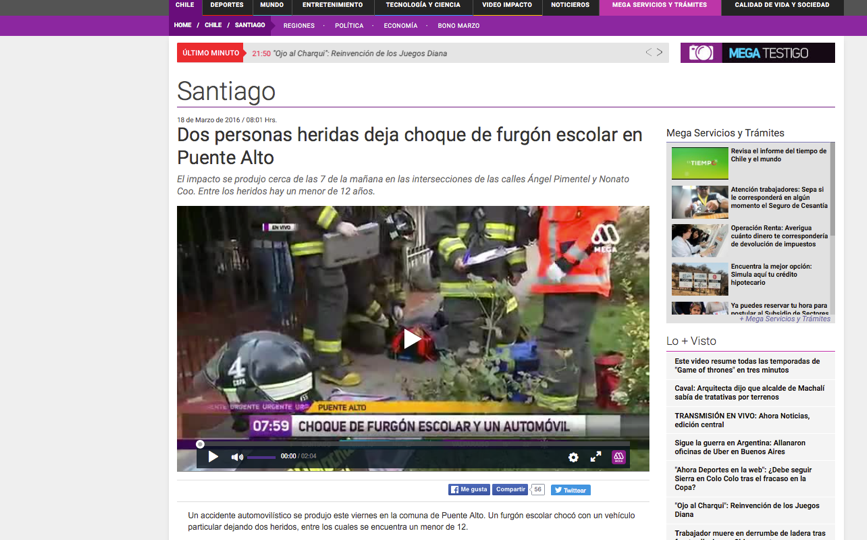 CHILE DEPORTES MUNDO ENTRETENIMIENTO TECNOLOGÍA Y CIENCIA VIDEO IMPACTO NOTICIEROS MEGA SERVICIOS Y TRÁMITES CALIDAD DE VIDA Y SOCIEDAD
HOME / CHILE / SANTIAGO REGIONES · POLÍTICA · ECONOMÍA · BONO MARZO
ÚLTIMO MINUTO 21:50 "Ojo al Charqui": Reinvención de los Juegos Diana
MEGA TESTIGO
Santiago
18 de Marzo de 2016 / 08:01 Hrs.
Dos personas heridas deja choque de furgón escolar en
Puente Alto
El impacto se produjo cerca de las 7 de la mañana en las intersecciones de las calles Ángel Pimentel y Nonato
Coo. Entre los heridos hay un menor de 12 años.
EN VIVO
MEGA
4
URGENTE URGENTE
PUENTE ALTO
07:59 CHOQUE DE FURGÓN ESCOLAR Y UN AUTOMÓVIL
00:00 / 02:04
Me gusta Compartir 56 Twittear
Un accidente automovilístico se produjo este viernes en la comuna de Puente Alto. Un furgón escolar chocó con un vehículo
particular dejando dos heridos, entre los cuales se encuentra un menor de 12.
Mega Servicios y Trámites
TIEMPO
Revisa el informe del tiempo de
Chile y el mundo
Atención trabajadores: Sepa si
le corresponderá en algún
momento el Seguro de Cesantía
Operación Renta: Averigua
cuánto dinero te correspondería
de devolución de impuestos
Encuentra la mejor opción:
Simula aquí tu crédito
hipotecario
Ya puedes reservar tu hora para
postular al Subsidio de Sectores
+ Mega Servicios y Trámites
Lo + Visto
Este video resume todas las temporadas de
"Game of thrones" en tres minutos
Caval: Arquitecta dijo que alcalde de Machalí
sabía de tratativas por terrenos
TRANSMISIÓN EN VIVO: Ahora Noticias,
edición central
Sigue la guerra en Argentina: Allanaron
oficinas de Uber en Buenos Aires
"Ahora Deportes en la web": ¿Debe seguir
Sierra en Colo Colo tras el fracaso en la
Copa?
"Ojo al Charqui": Reinvención de los Juegos
Diana
Trabajador muere en derrumbe de ladera tras